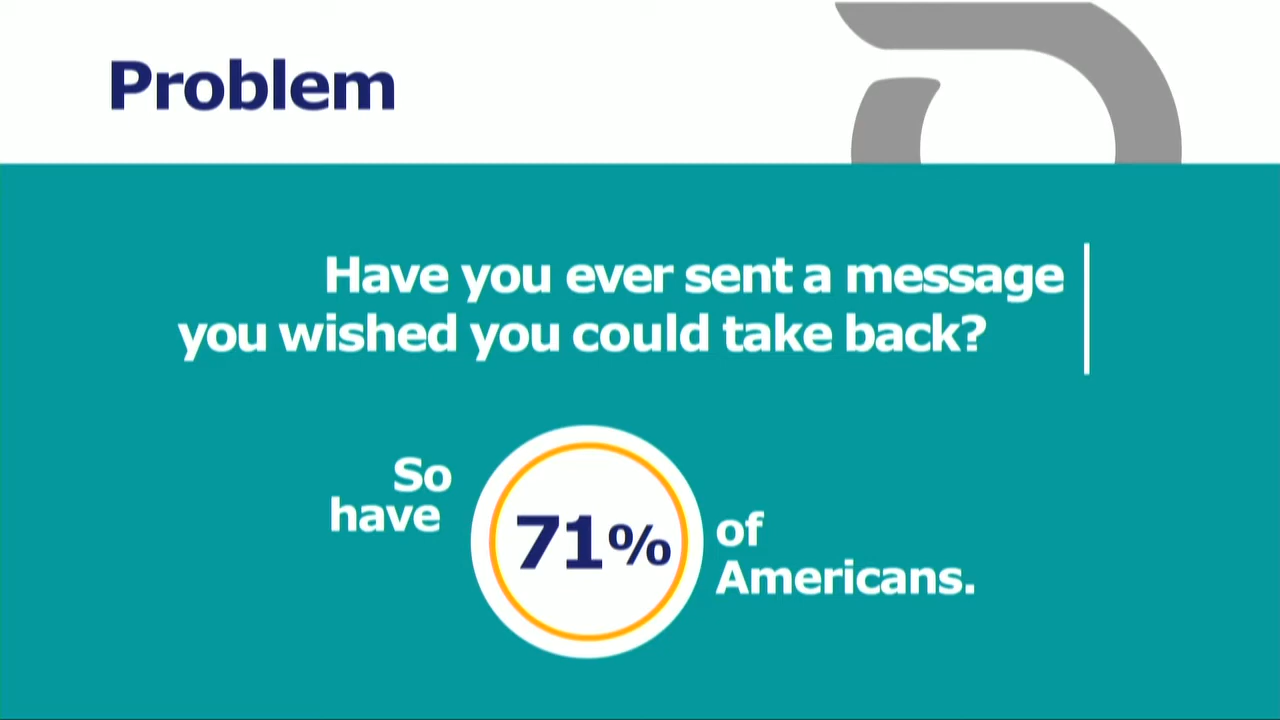 Problem
Have you ever sent a message
you wished you could take back?
So
have
71%
of
Americans.